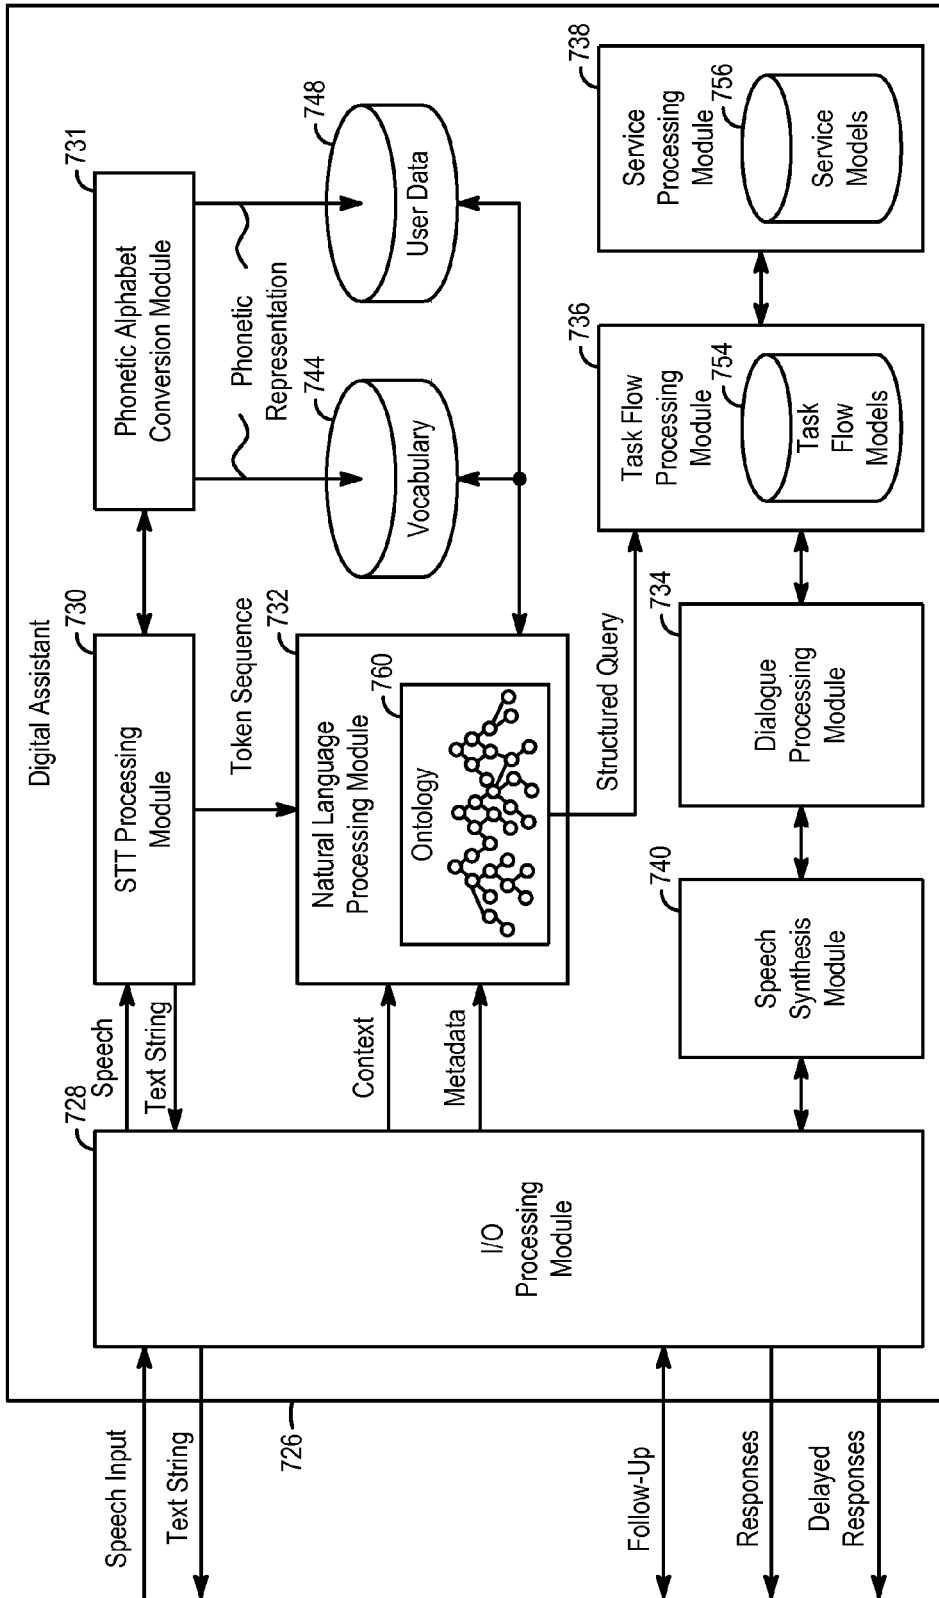 Digital Assistant
Speech Input
Text String
Follow-Up
Responses
Delayed
Responses
726
728
I/O
Processing
Module
Speech
Text String
Context
Metadata
730
STT Processing
Module
Token Sequence
731
Phonetic Alphabet
Conversion Module
Phonetic
Representation
744
Vocabulary
748
User Data
732
Natural Language
Processing Module
760
Ontology
Structured Query
740
Speech
Synthesis
Module
734
Dialogue
Processing
Module
736
Task Flow
Processing
Module
754
Task
Flow
Models
738
Service
Processing
Module
756
Service
Models